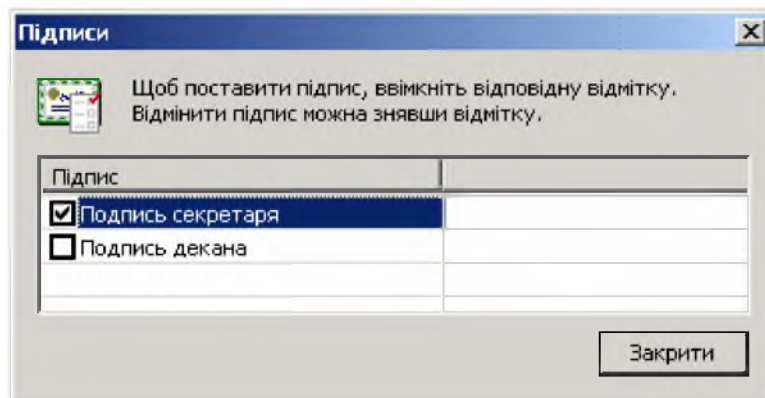 Підписи
Щоб поставити підпис, ввімкніть відповідну відмітку.
Відмінити підпис можна знявши відмітку.
Підпис
Подпись секретаря
Подпись декана
Закрити